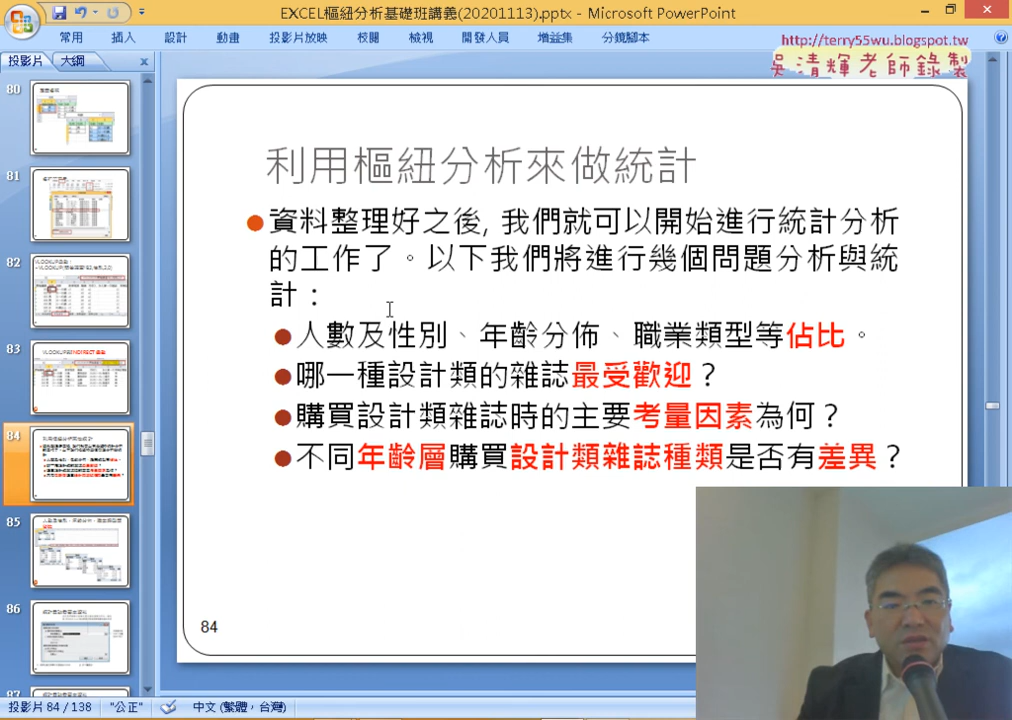 EXCEL樞紐分析基礎班講義(20201113).pptx - Microsoft PowerPoint
常用 插入 設計 動畫 投影片放映 校閱 檢視 開發人員 增益集 分鏡腳本
http://terry55wu.blogspot.tw
吳清輝老師錄製
投影片 大綱
80
81
82
83
84
85
86
87
利用樞紐分析來做統計
資料整理好之後, 我們就可以開始進行統計分析
的工作了。以下我們將進行幾個問題分析與統
計：
人數及性別、年齡分佈、職業類型等佔比。
哪一種設計類的雜誌最受歡迎？
購買設計類雜誌時的主要考量因素為何？
不同年齡層購買設計類雜誌種類是否有差異？
84
投影片 84 / 138 "公正" 中文 (繁體，台灣)